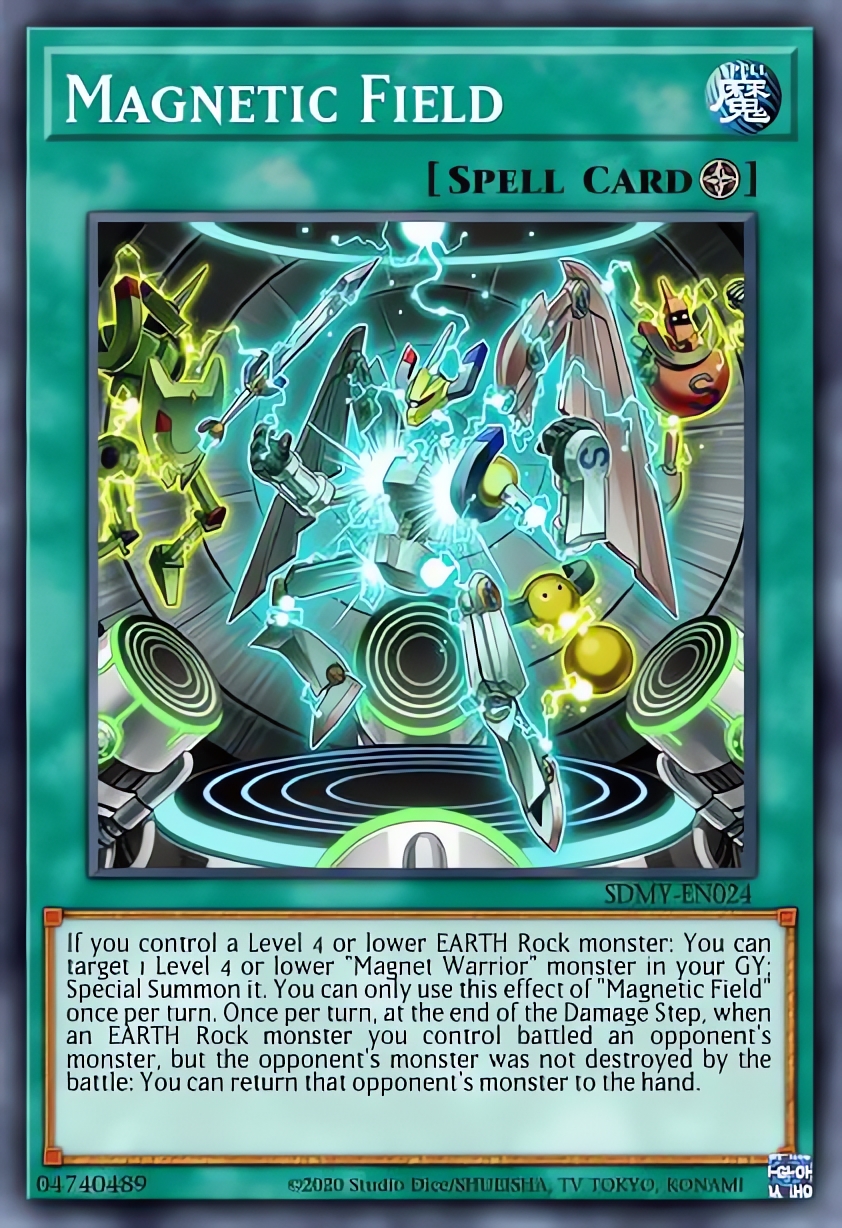 Magnetic Field
魔
[Spell Card]
S
S
SDMY-EN024
If you control a Level 4 or lower EARTH Rock monster: You can
target 1 Level 4 or lower "Magnet Warrior" monster in your GY;
Special Summon it. You can only use this effect of "Magnetic Field"
once per turn. Once per turn, at the end of the Damage Step, when
an EARTH Rock monster you control battled an opponent's
monster, but the opponent's monster was not destroyed by the
battle: You can return that opponent's monster to the hand.
04740489
©2020 Studio Dice/SHUEISHA, TV TOKYO, KONAMI